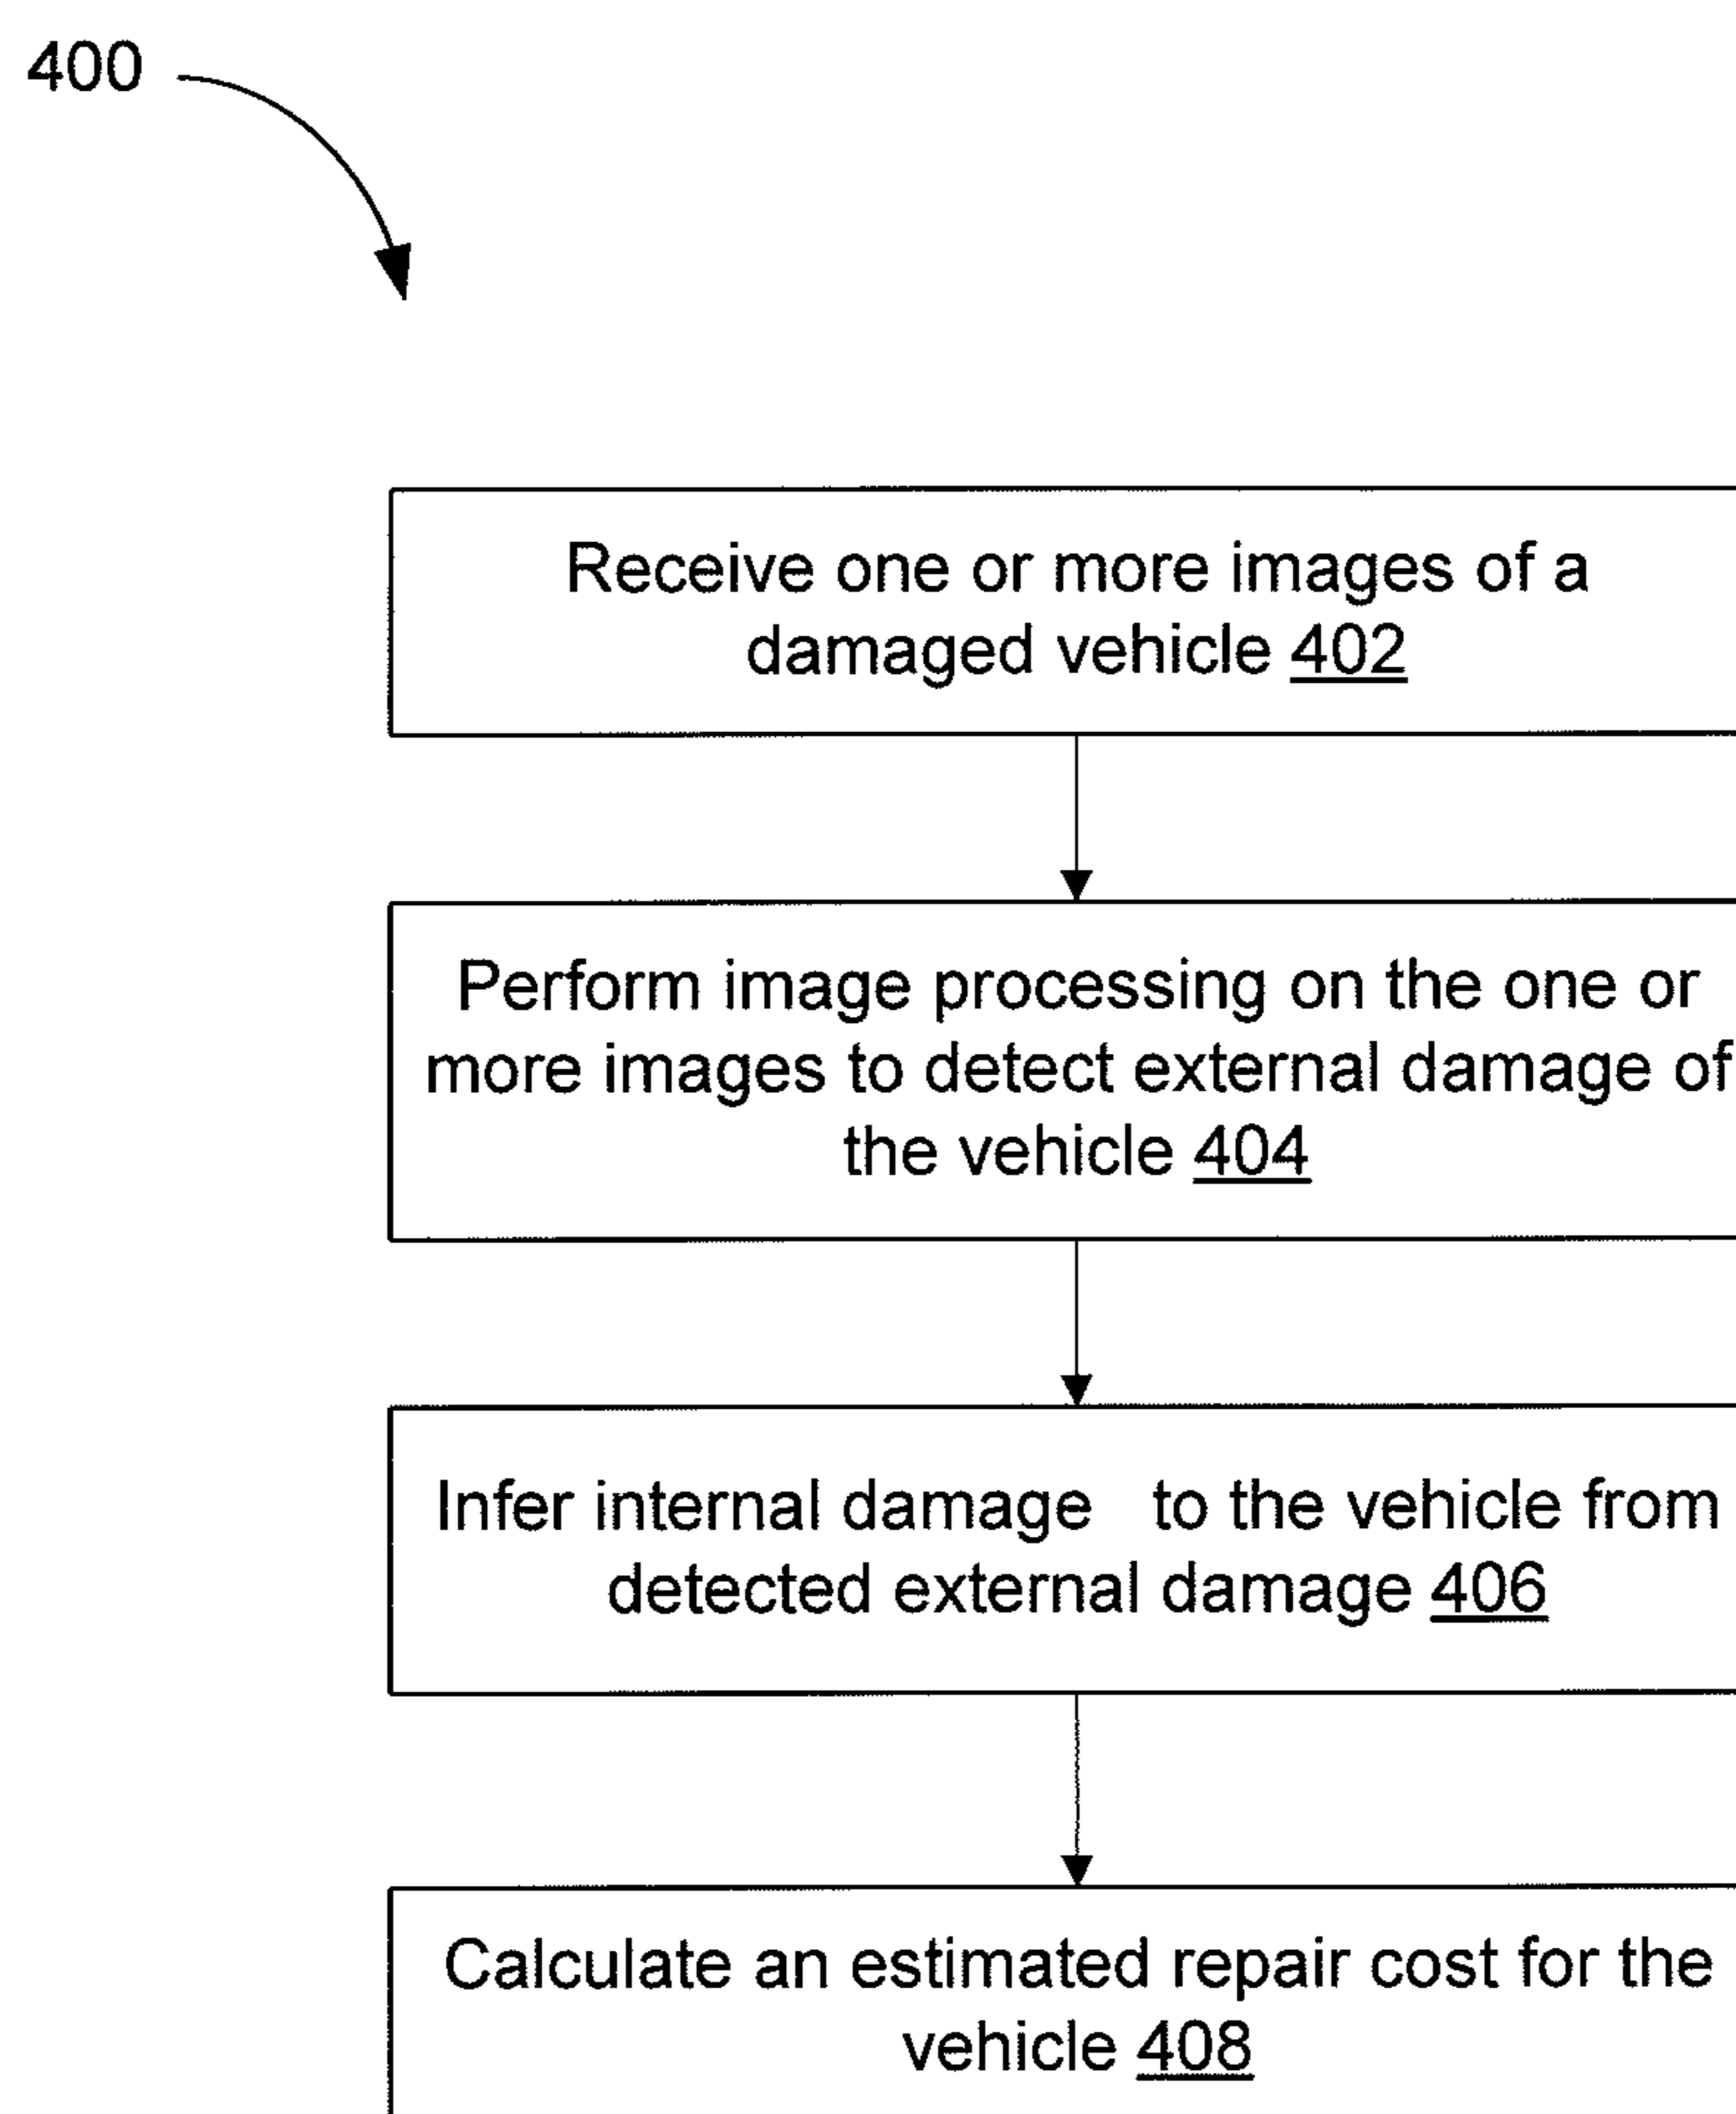 400
Receive one or more images of a
damaged vehicle 402
Perform image processing on the one or
more images to detect external damage of
the vehicle 404
Infer internal damage to the vehicle from
detected external damage 406
Calculate an estimated repair cost for the
vehicle 408